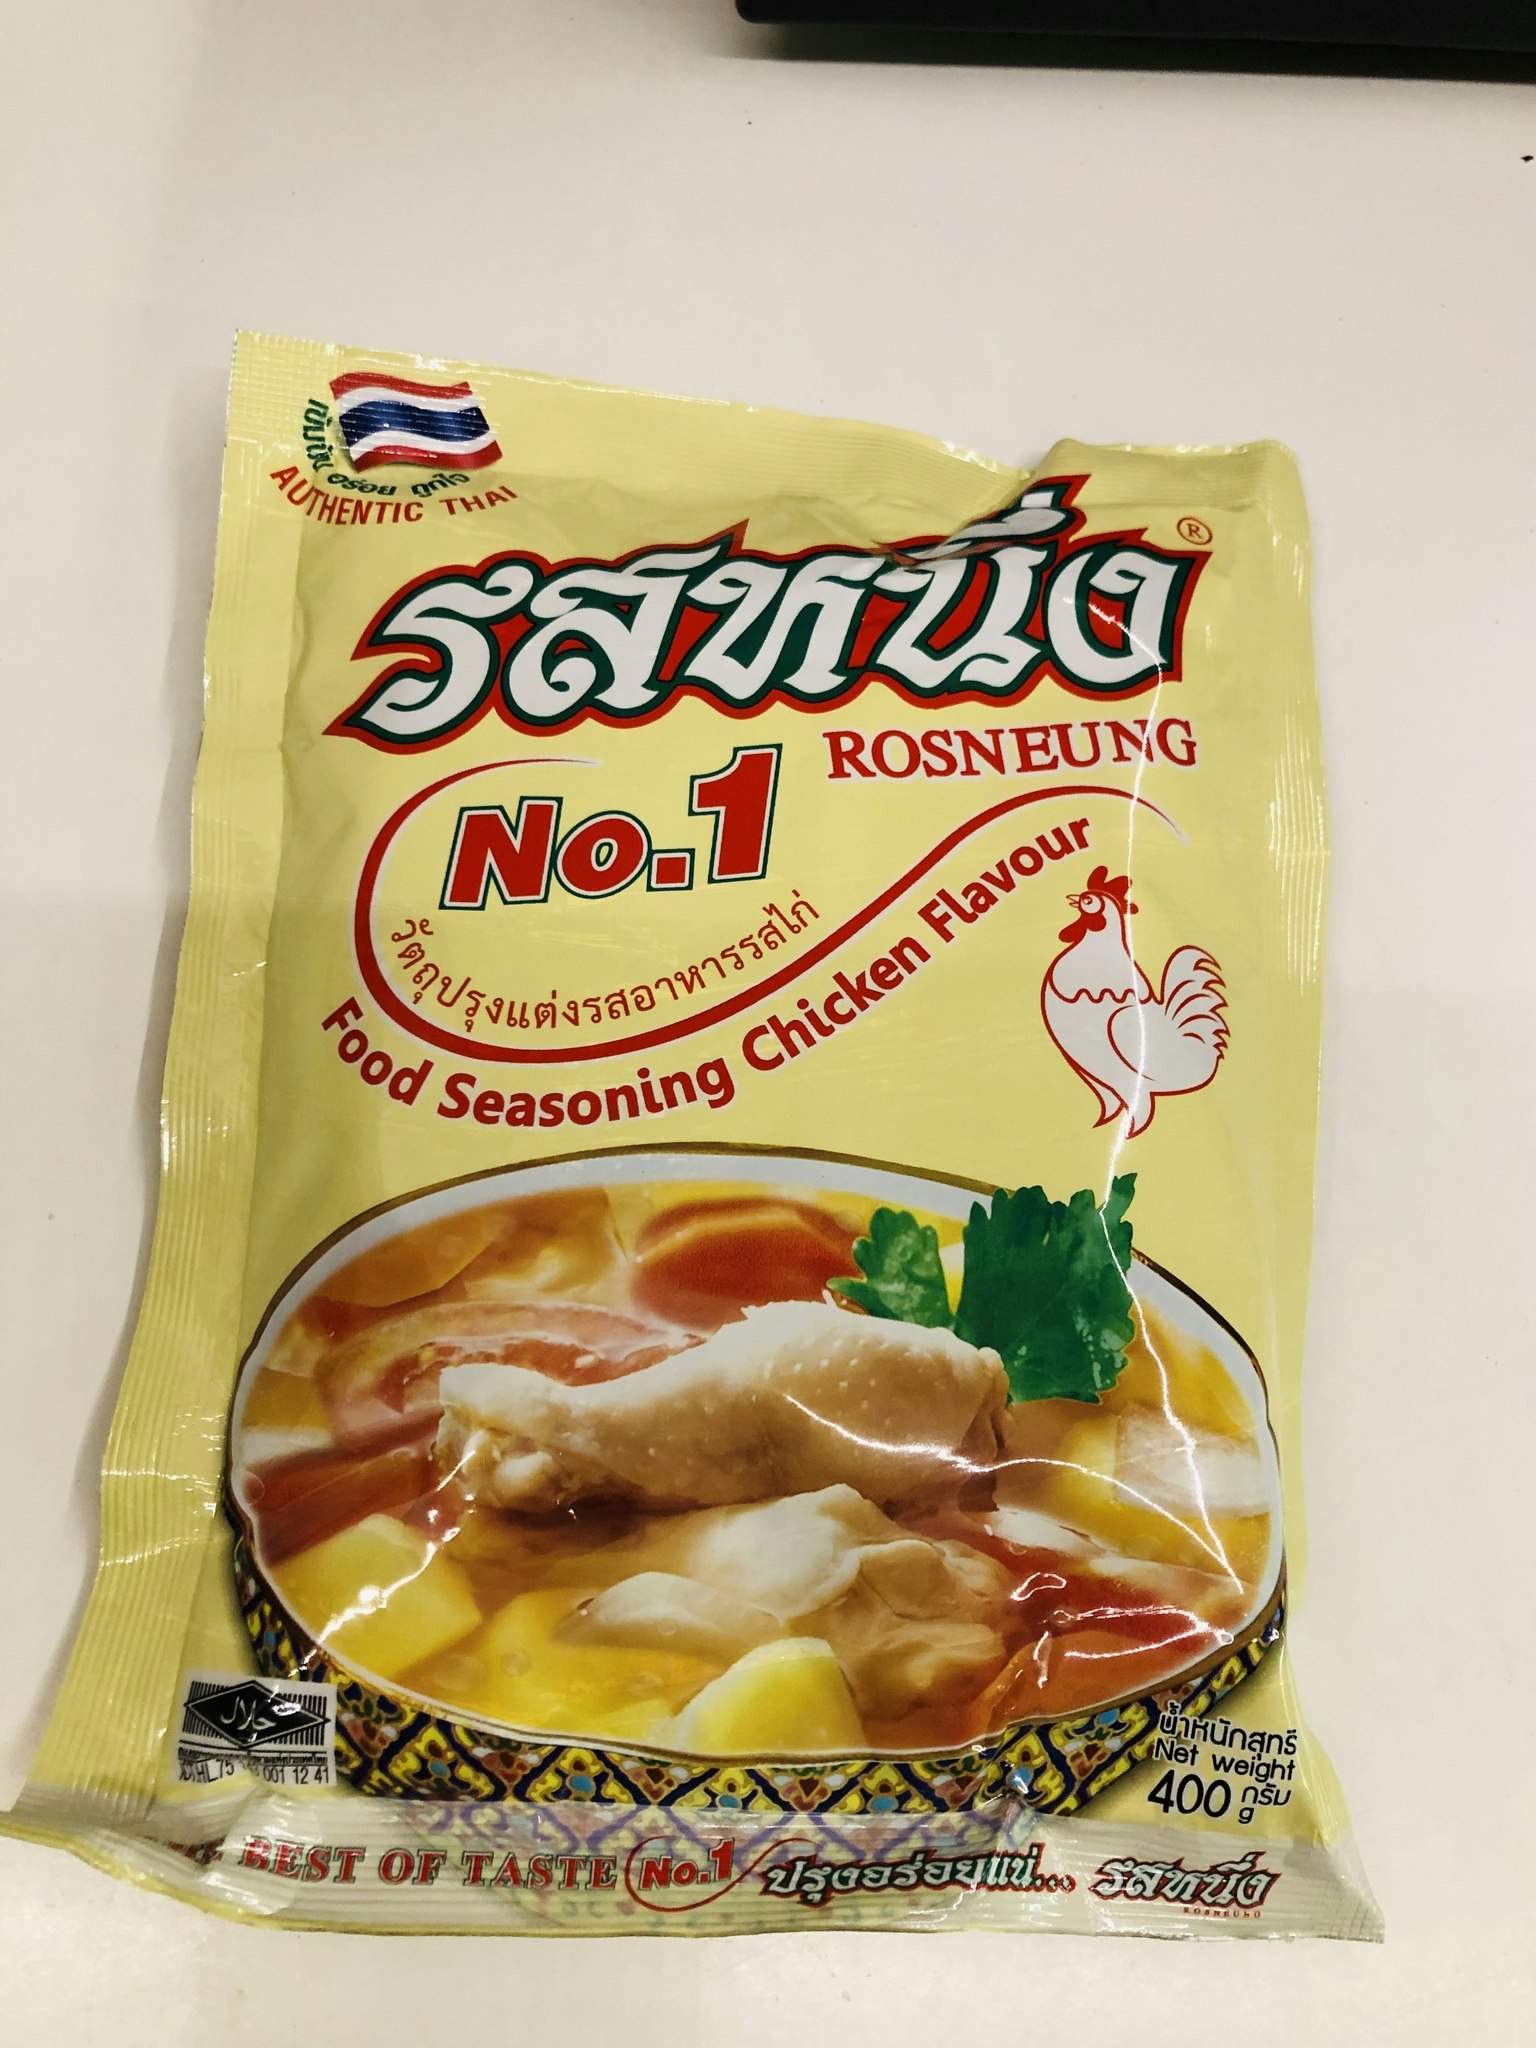 เข้มข้น อร่อย ถูกใจ
AUTHENTIC THAI
รสหนึ่ง ®
ROSNEUNG
No.1
วัตถุปรุงแต่งรสอาหารรสไก่
Food Seasoning Chicken Flavour
حلال
น้ำหนักสุทธิ
Net weight
400 กรัม
g
BEST OF TASTE No.1 ปรุงอร่อยแน่... รสหนึ่ง
ROSNEUNG